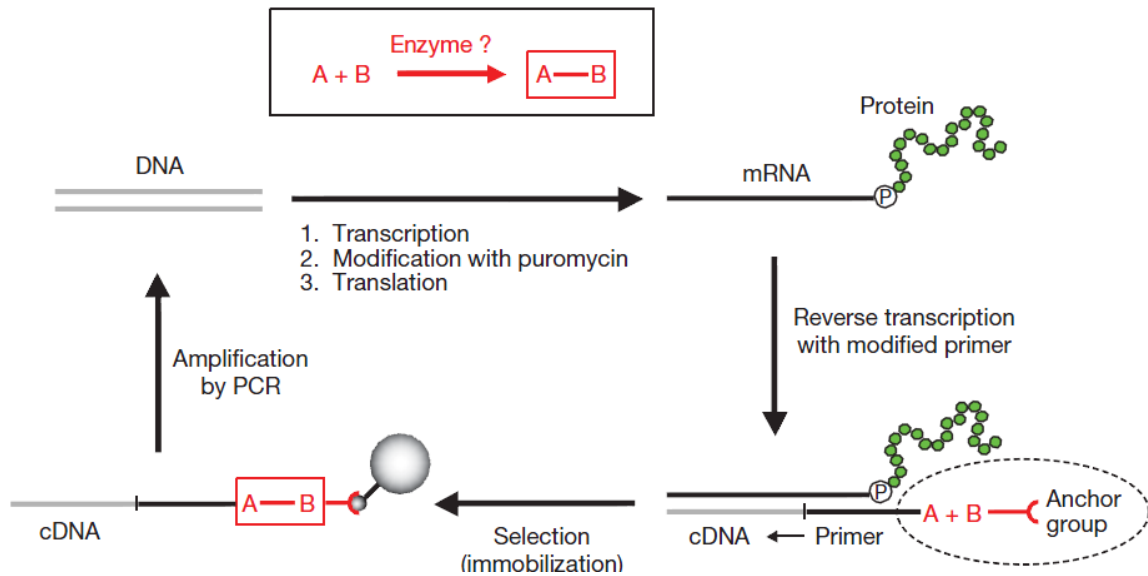 Enzyme ?
A + B
A—B
Protein
DNA
mRNA
P
1. Transcription
2. Modification with puromycin
3. Translation
Reverse transcription
with modified primer
Amplification
by PCR
P
A—B
A + B
Anchor
group
cDNA
Selection
(immobilization)
cDNA
Primer